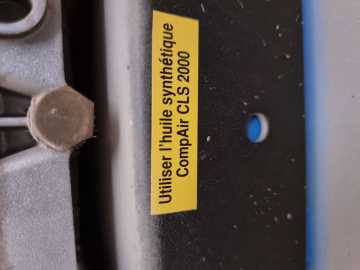 Utiliser l'huile synthétique
CompAir CLS 2000